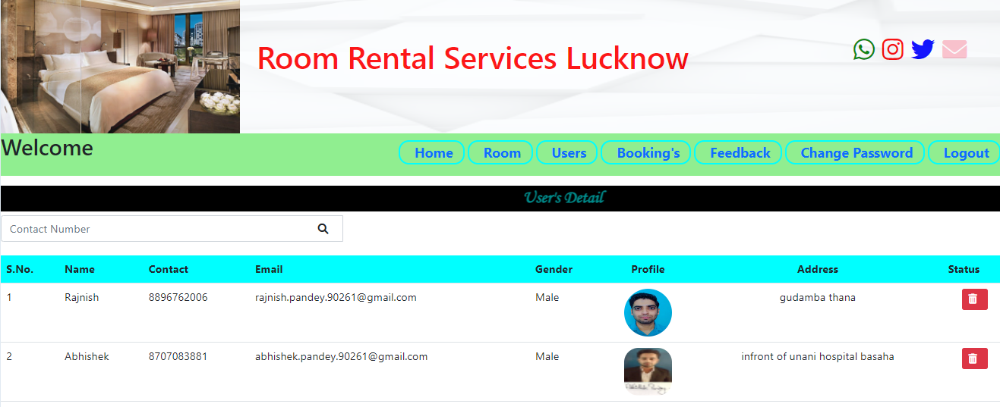 Room Rental Services Lucknow
Welcome
Home Room Users Booking's Feedback Change Password Logout
User's Detail
Contact Number
S.No. Name Contact Email Gender Profile Address Status
1 Rajnish 8896762006 rajnish.pandey.90261@gmail.com Male gudamba thana
2 Abhishek 8707083881 abhishek.pandey.90261@gmail.com Male infront of unani hospital basaha